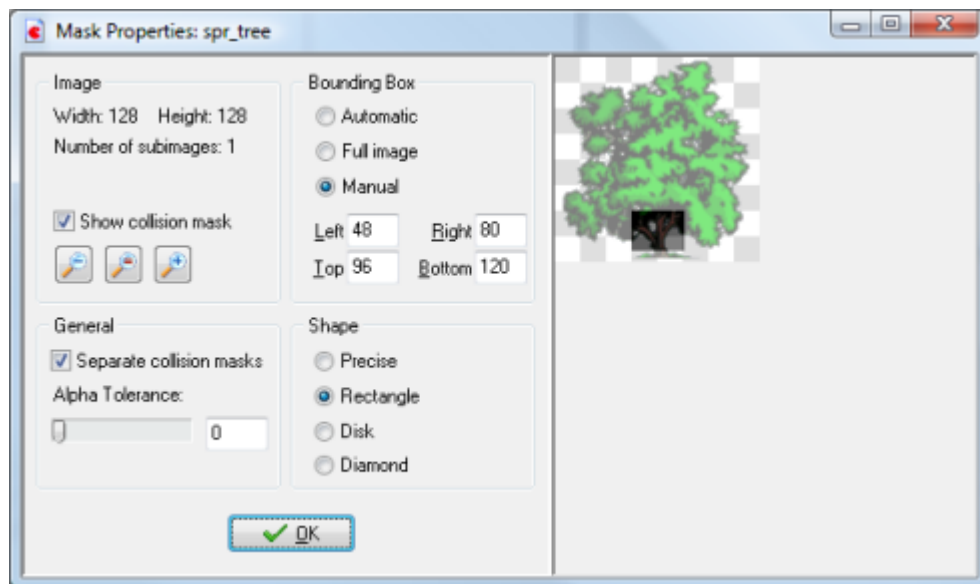 Mask Properties: spr_tree
Image
Width: 128 Height: 128
Number of subimages: 1
Show collision mask
Bounding Box
Automatic
Full image
Manual
Left 48 Right 80
Top 96 Bottom 120
General
Separate collision masks
Alpha Tolerance:
0
Shape
Precise
Rectangle
Disk
Diamond
OK